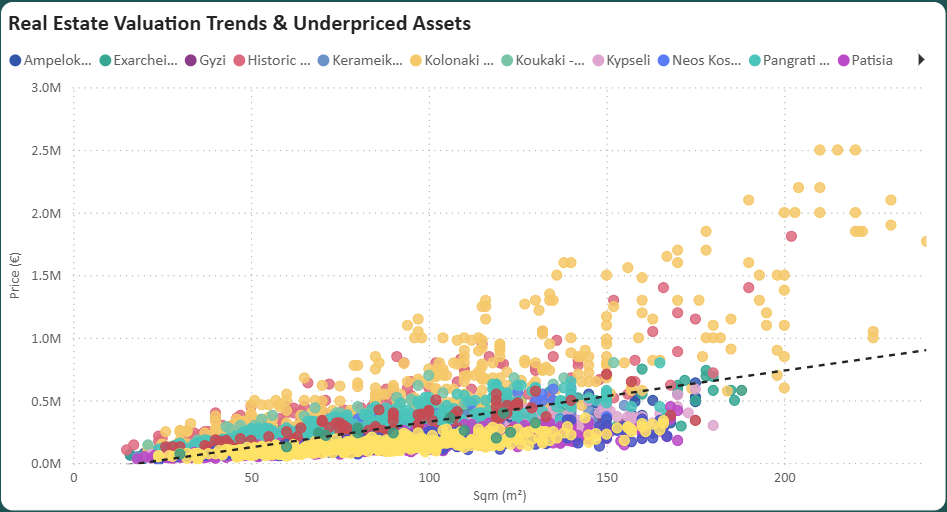 Real Estate Valuation Trends & Underpriced Assets
Ampelok... Exarchei... Gyzi Historic ... Kerameik... Kolonaki ... Koukaki -... Kypseli Neos Kos... Pangrati ... Patisia
3.0M
2.5M
2.0M
1.5M
1.0M
0.5M
0.0M
Price (€)
0 50 100 150 200
Sqm (m²)